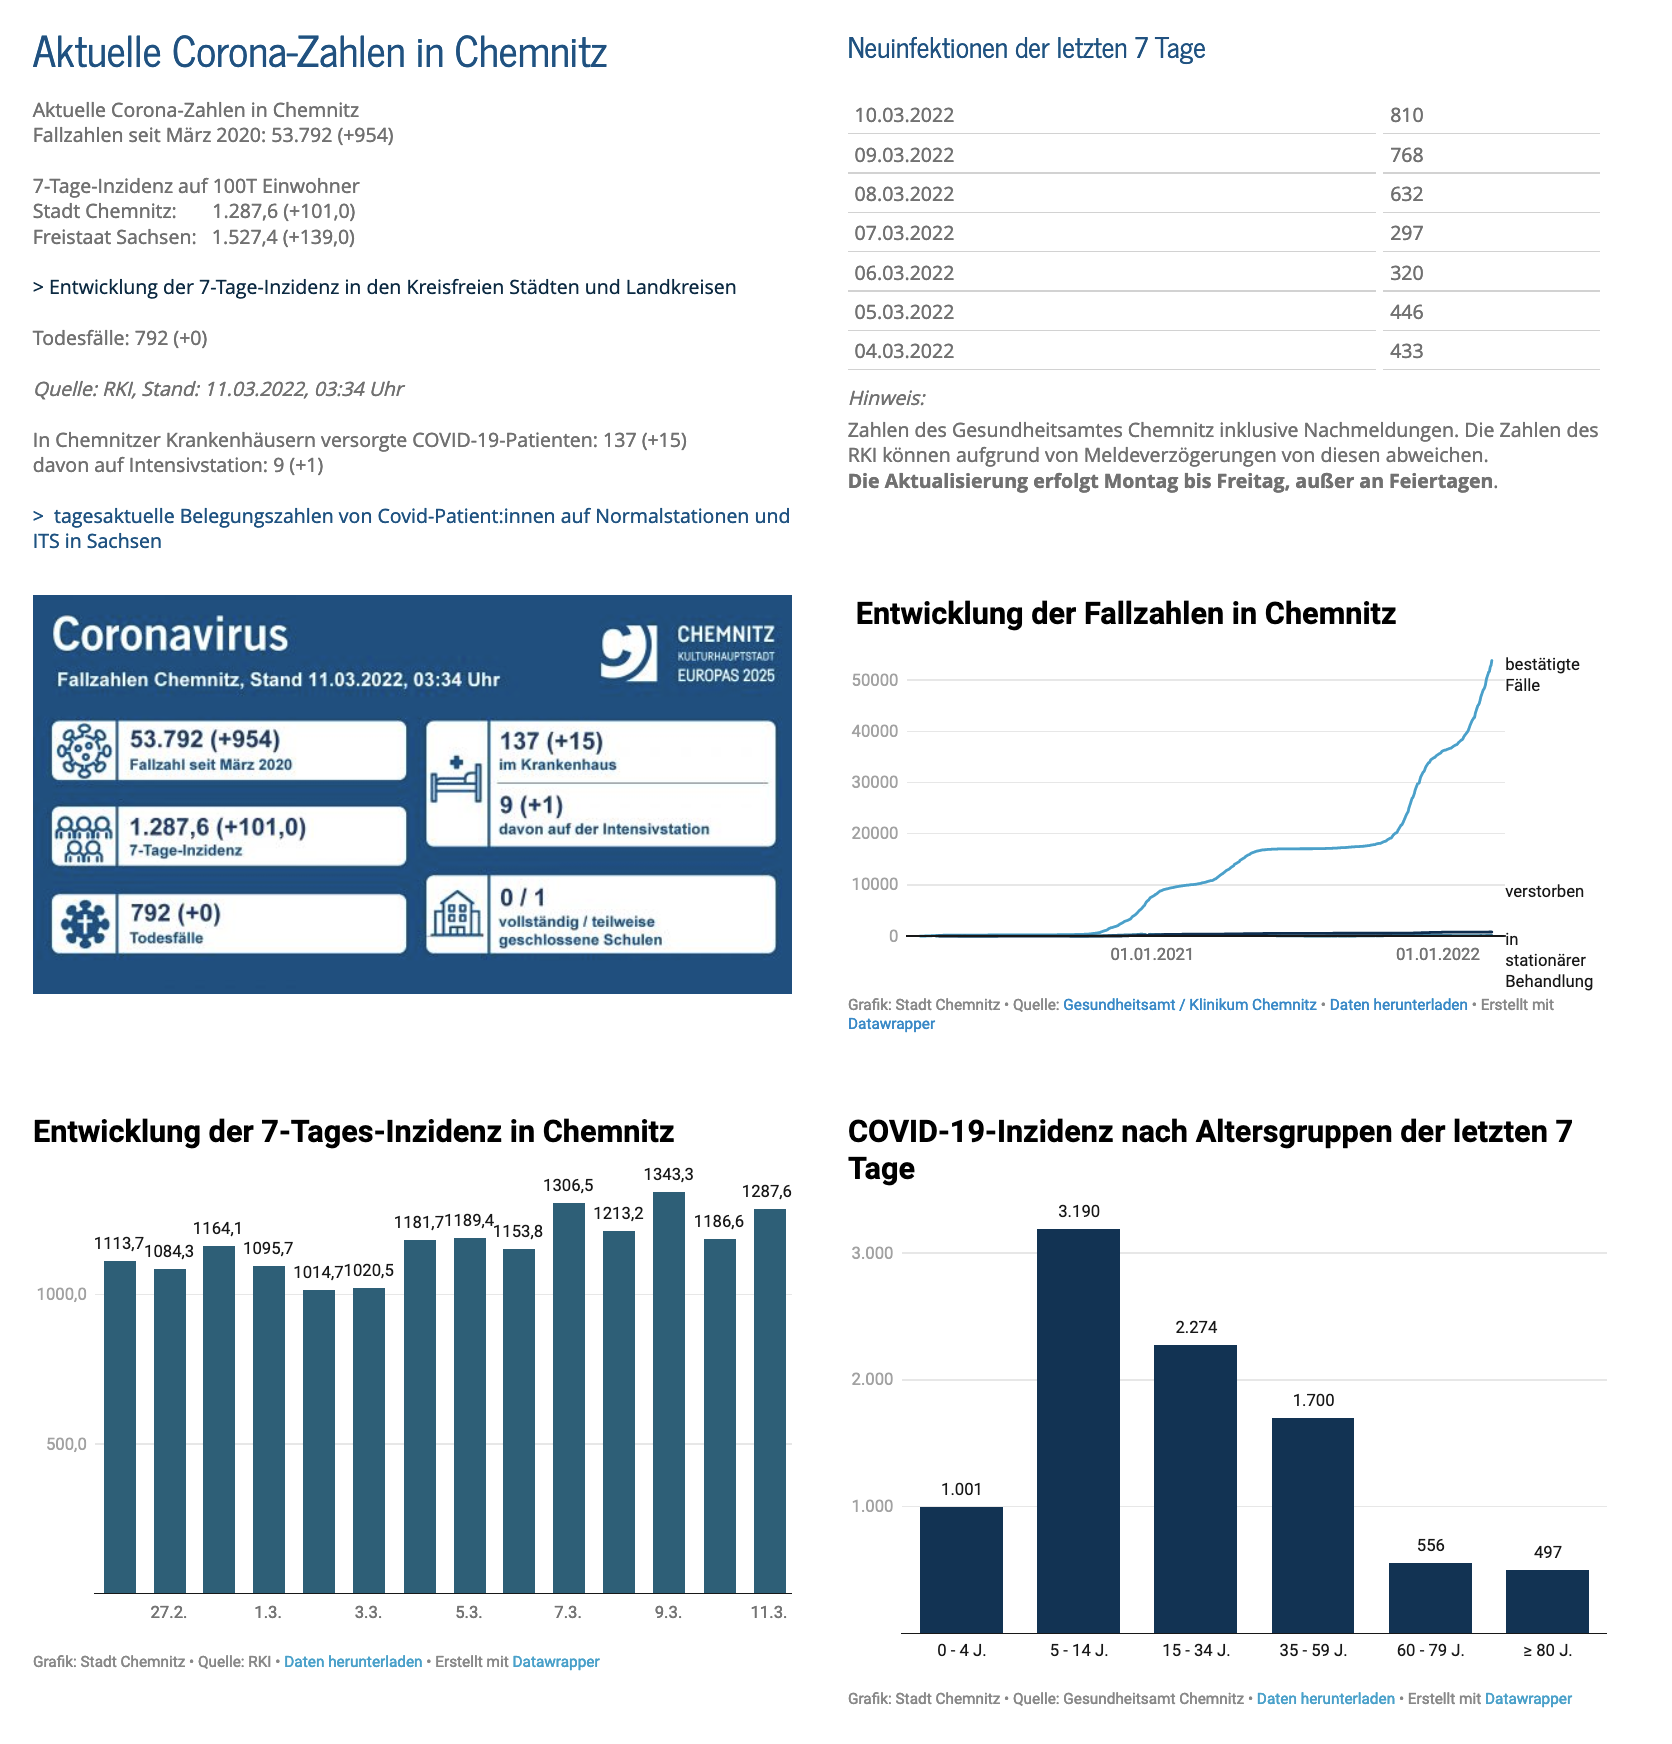 Aktuelle Corona-Zahlen in Chemnitz
Aktuelle Corona-Zahlen in Chemnitz
Fallzahlen seit März 2020: 53.792 (+954)
7-Tage-Inzidenz auf 100T Einwohner
Stadt Chemnitz: 1.287,6 (+101,0)
Freistaat Sachsen: 1.527,4 (+139,0)
> Entwicklung der 7-Tage-Inzidenz in den Kreisfreien Städten und Landkreisen
Todesfälle: 792 (+0)
Quelle: RKI, Stand: 11.03.2022, 03:34 Uhr
In Chemnitzer Krankenhäusern versorgte COVID-19-Patienten: 137 (+15)
davon auf Intensivstation: 9 (+1)
> tagesaktuelle Belegungszahlen von Covid-Patient:innen auf Normalstationen und
ITS in Sachsen
Neuinfektionen der letzten 7 Tage
10.03.2022 810
09.03.2022 768
08.03.2022 632
07.03.2022 297
06.03.2022 320
05.03.2022 446
04.03.2022 433
Hinweis:
Zahlen des Gesundheitsamtes Chemnitz inklusive Nachmeldungen. Die Zahlen des
RKI können aufgrund von Meldeverzögerungen von diesen abweichen.
Die Aktualisierung erfolgt Montag bis Freitag, außer an Feiertagen.
Coronavirus
Fallzahlen Chemnitz, Stand 11.03.2022, 03:34 Uhr
CHEMNITZ
KULTURHAUPTSTADT
EUROPAS 2025
53.792 (+954)
Fallzahl seit März 2020
1.287,6 (+101,0)
7-Tage-Inzidenz
792 (+0)
Todesfälle
137 (+15)
im Krankenhaus
9 (+1)
davon auf der Intensivstation
0 / 1
vollständig / teilweise
geschlossene Schulen
Entwicklung der Fallzahlen in Chemnitz
bestätigte
Fälle
50000
40000
30000
20000
10000
verstorben
0
in
stationärer
Behandlung
01.01.2021 01.01.2022
Grafik: Stadt Chemnitz • Quelle: Gesundheitsamt / Klinikum Chemnitz • Daten herunterladen • Erstellt mit
Datawrapper
Entwicklung der 7-Tages-Inzidenz in Chemnitz
1113,7 1084,3 1164,1 1095,7 1014,7 1020,5 1181,7 1189,4 1153,8 1306,5 1213,2 1343,3 1186,6 1287,6
1000,0
500,0
27.2. 1.3. 3.3. 5.3. 7.3. 9.3. 11.3.
Grafik: Stadt Chemnitz • Quelle: RKI • Daten herunterladen • Erstellt mit Datawrapper
COVID-19-Inzidenz nach Altersgruppen der letzten 7
Tage
3.190
3.000
2.274
2.000
1.700
1.001
1.000
556
497
0 - 4 J. 5 - 14 J. 15 - 34 J. 35 - 59 J. 60 - 79 J. ≥ 80 J.
Grafik: Stadt Chemnitz • Quelle: Gesundheitsamt Chemnitz • Daten herunterladen • Erstellt mit Datawrapper